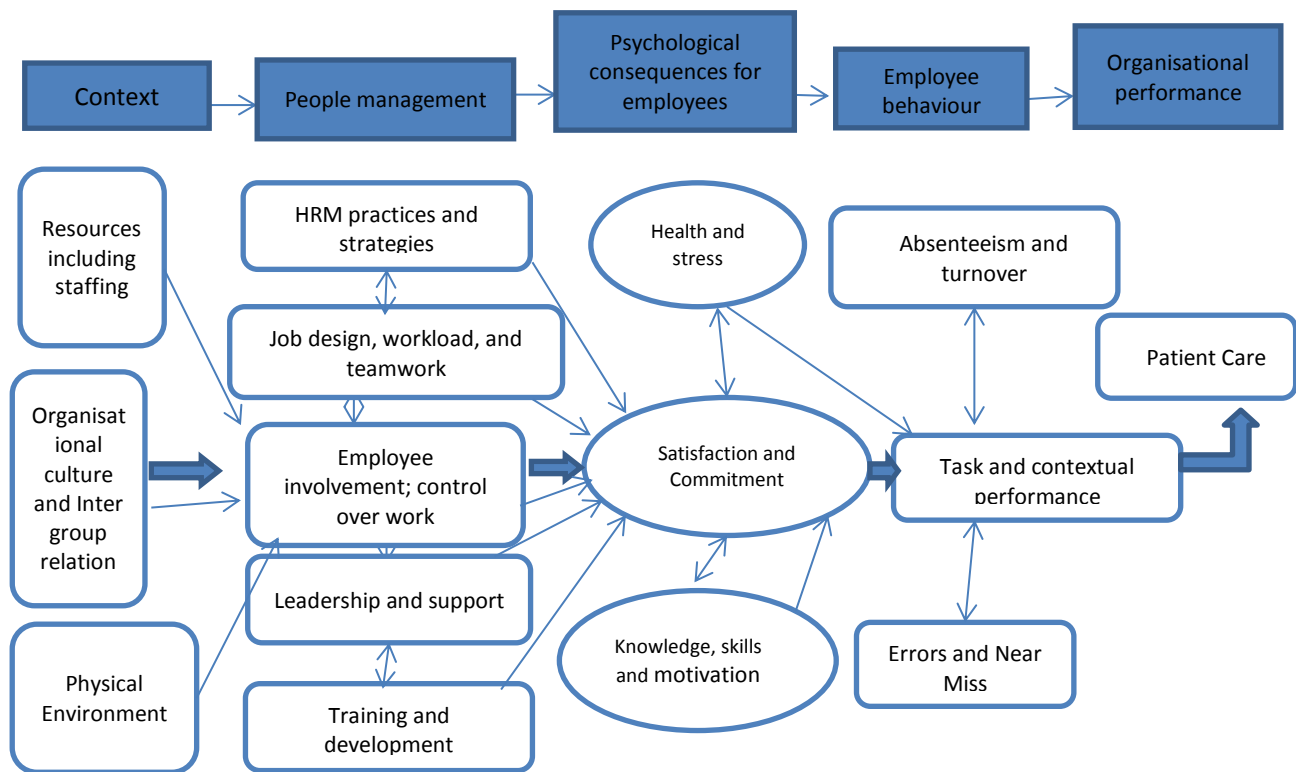 Context
People management
Psychological
consequences for
employees
Employee
behaviour
Organisational
performance
Resources
including
staffing
Organisat
ional
culture
and Inter
group
relation
Physical
Environment
HRM practices and
strategies
Job design, workload, and
teamwork
Employee
involvement; control
over work
Leadership and support
Training and
development
Health and
stress
Satisfaction and
Commitment
Knowledge, skills
and motivation
Absenteeism and
turnover
Task and contextual
performance
Errors and Near
Miss
Patient Care